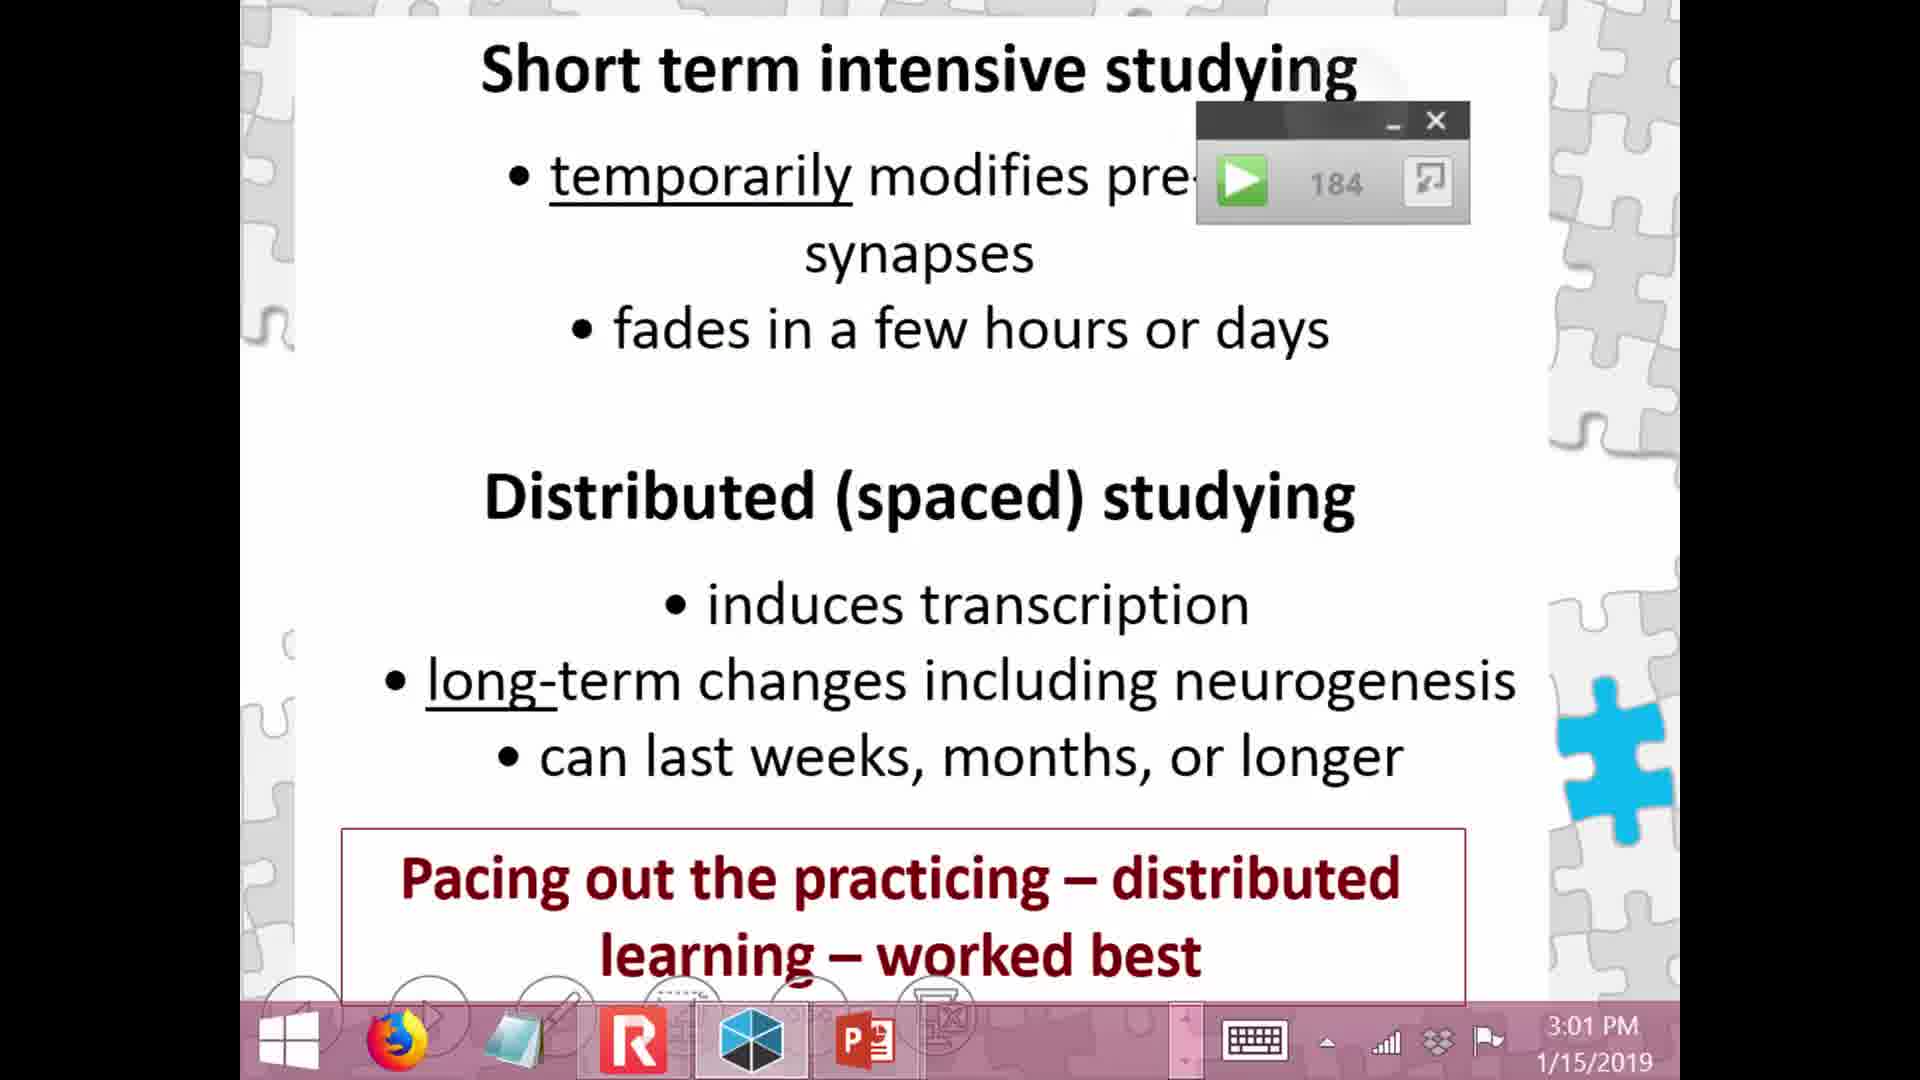 Short term intensive studying
• temporarily modifies pre-
184
synapses
• fades in a few hours or days
Distributed (spaced) studying
• induces transcription
• long-term changes including neurogenesis
• can last weeks, months, or longer
Pacing out the practicing – distributed
learning – worked best
3:01 PM
1/15/2019